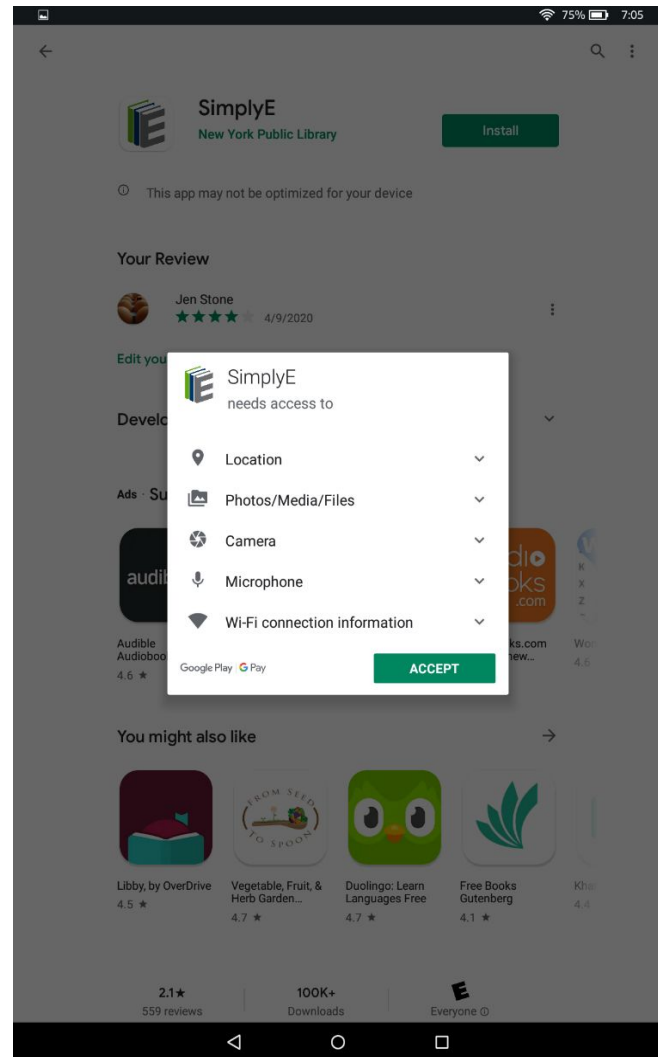 75% 7:05
SimplyE
New York Public Library
Install
This app may not be optimized for your device
Your Review
Jen Stone
4/9/2020
Edit you
Develo
SimplyE
needs access to
Location
Photos/Media/Files
Camera
Microphone
Wi-Fi connection information
Google Play G Pay
ACCEPT
Ads · Su
audib
dio
oks
.com
K
X
Z
Audible
Audioboo
4.6 ★
ks.com
new...
4.6
You might also like
FROM SEED
TO SPOON
Libby, by OverDrive
4.5 ★
Vegetable, Fruit, &
Herb Garden...
4.7 ★
Duolingo: Learn
Languages Free
4.7 ★
Free Books
Gutenberg
4.1 ★
4.4
2.1★
559 reviews
100K+
Downloads
E
Everyone